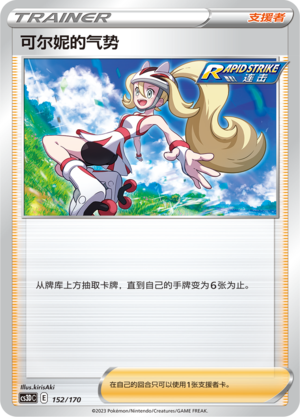 TRAINER 支援者
可尔妮的气势
RAPID STRIKE
连击
从牌库上方抽取卡牌，直到自己的手牌变为6张为止。
Illus.kirisAki
CS3DC E 152/170
在自己的回合只可以使用1张支援者卡。
©2023 Pokémon/Nintendo/Creatures/GAME FREAK.